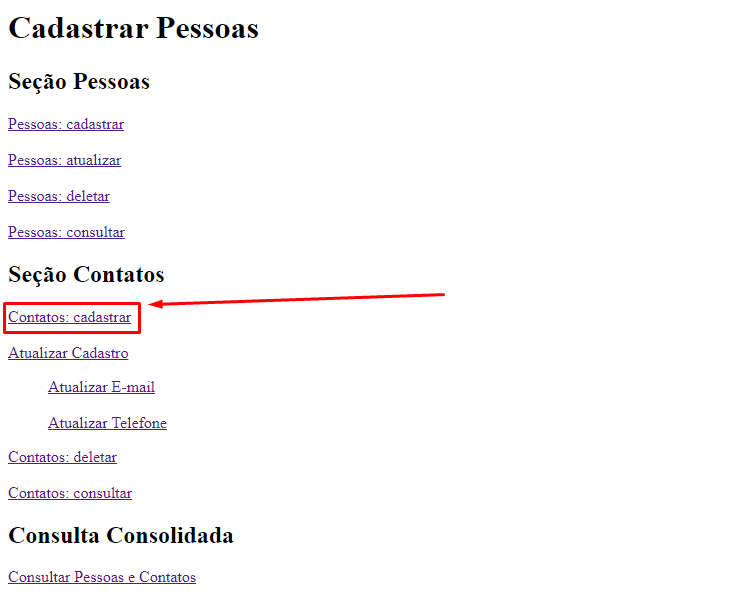 Cadastrar Pessoas
Seção Pessoas
Pessoas: cadastrar
Pessoas: atualizar
Pessoas: deletar
Pessoas: consultar
Seção Contatos
Contatos: cadastrar
Atualizar Cadastro
Atualizar E-mail
Atualizar Telefone
Contatos: deletar
Contatos: consultar
Consulta Consolidada
Consultar Pessoas e Contatos